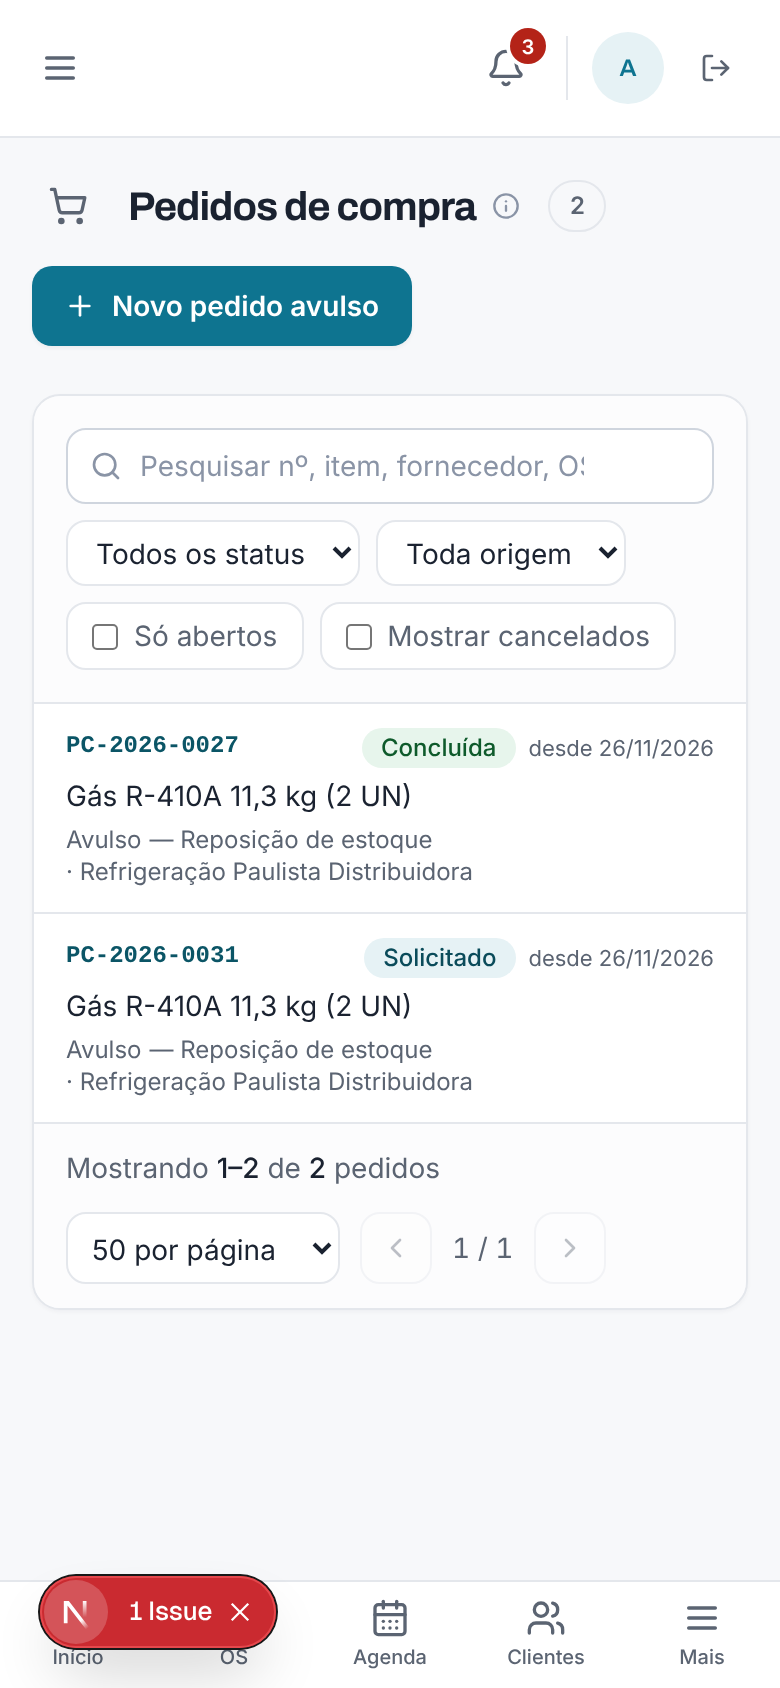 3
A
Pedidos de compra
2
Novo pedido avulso
Pesquisar nº, item, fornecedor, OS
Todos os status
Toda origem
Só abertos
Mostrar cancelados
PC-2026-0027
Concluída
desde 26/11/2026
Gás R-410A 11,3 kg (2 UN)
Avulso — Reposição de estoque
· Refrigeração Paulista Distribuidora
PC-2026-0031
Solicitado
desde 26/11/2026
Gás R-410A 11,3 kg (2 UN)
Avulso — Reposição de estoque
· Refrigeração Paulista Distribuidora
Mostrando 1–2 de 2 pedidos
50 por página
1 / 1
N
1 Issue
Início
OS
Agenda
Clientes
Mais